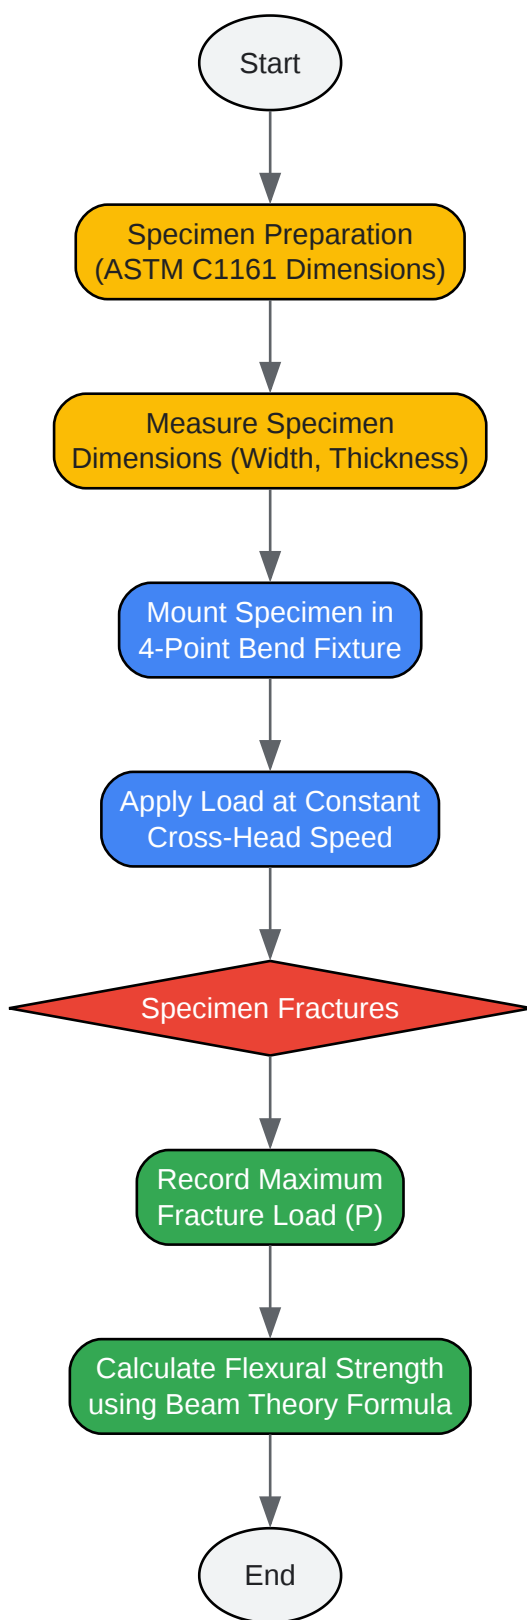 Start
Specimen Preparation
(ASTM C1161 Dimensions)
Measure Specimen
Dimensions (Width, Thickness)
Mount Specimen in
4-Point Bend Fixture
Apply Load at Constant
Cross-Head Speed
Specimen Fractures
Record Maximum
Fracture Load (P)
Calculate Flexural Strength
using Beam Theory Formula
End